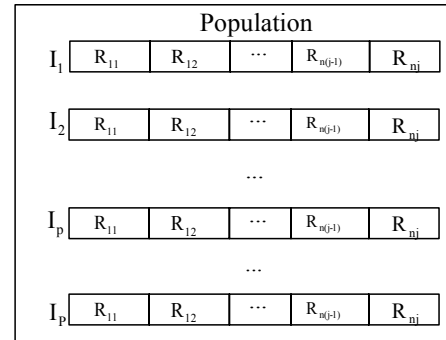 Population
I₁ R₁₁ R₁₂ ... Rₙ₍ⱼ₋₁₎ Rₙⱼ
I₂ R₁₁ R₁₂ ... Rₙ₍ⱼ₋₁₎ Rₙⱼ
...
Iₚ R₁₁ R₁₂ ... Rₙ₍ⱼ₋₁₎ Rₙⱼ
...
I_P R₁₁ R₁₂ ... Rₙ₍ⱼ₋₁₎ Rₙⱼ